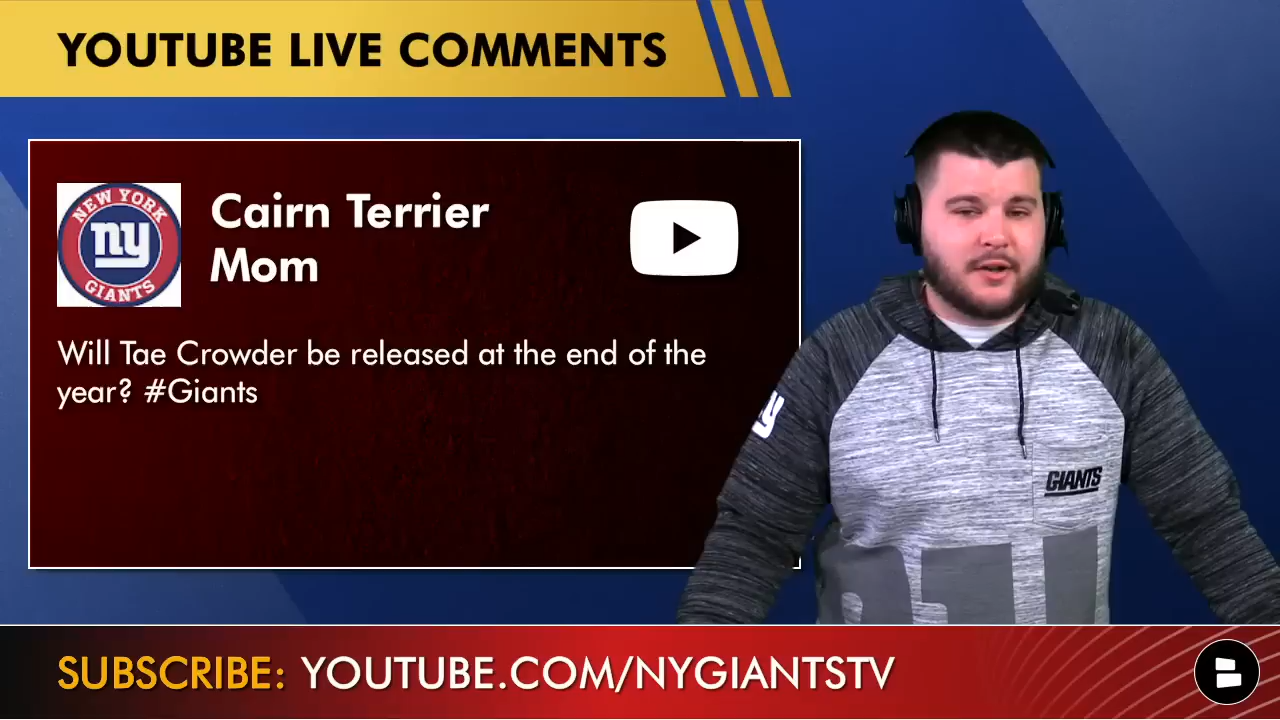 YOUTUBE LIVE COMMENTS
NEW YORK
ny
GIANTS
Cairn Terrier
Mom
Will Tae Crowder be released at the end of the
year? #Giants
ny
GIANTS
SUBSCRIBE: YOUTUBE.COM/NYGIANTSTV